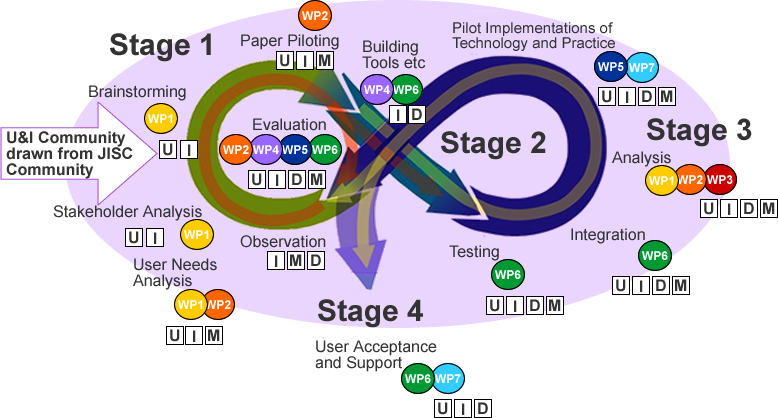 Stage 1
WP2
Paper Piloting
U I M
Building
Tools etc
WP4 WP6
I D
Pilot Implementations of
Technology and Practice
WP5 WP7
U I D M
Brainstorming
WP1
U I
U&I Community
drawn from JISC
Community
Evaluation
WP2 WP4 WP5 WP6
U I D M
Stage 2
Stage 3
Analysis
WP1 WP2 WP3
U I D M
Stakeholder Analysis
U I WP1
Observation
I M D
User Needs
Analysis
WP1 WP2
U I M
Testing
WP6
U I D M
Integration
WP6
U I D M
Stage 4
User Acceptance
and Support
WP6 WP7
U I D